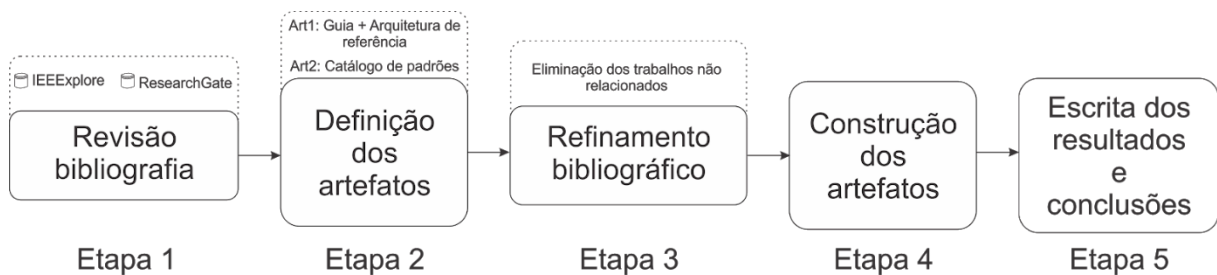 IEEExplore ResearchGate
Revisão
bibliografia
Etapa 1
Art1: Guia + Arquitetura de
referência
Art2: Catálogo de padrões
Definição
dos
artefatos
Etapa 2
Eliminação dos trabalhos não
relacionados
Refinamento
bibliográfico
Etapa 3
Construção
dos
artefatos
Etapa 4
Escrita dos
resultados
e
conclusões
Etapa 5